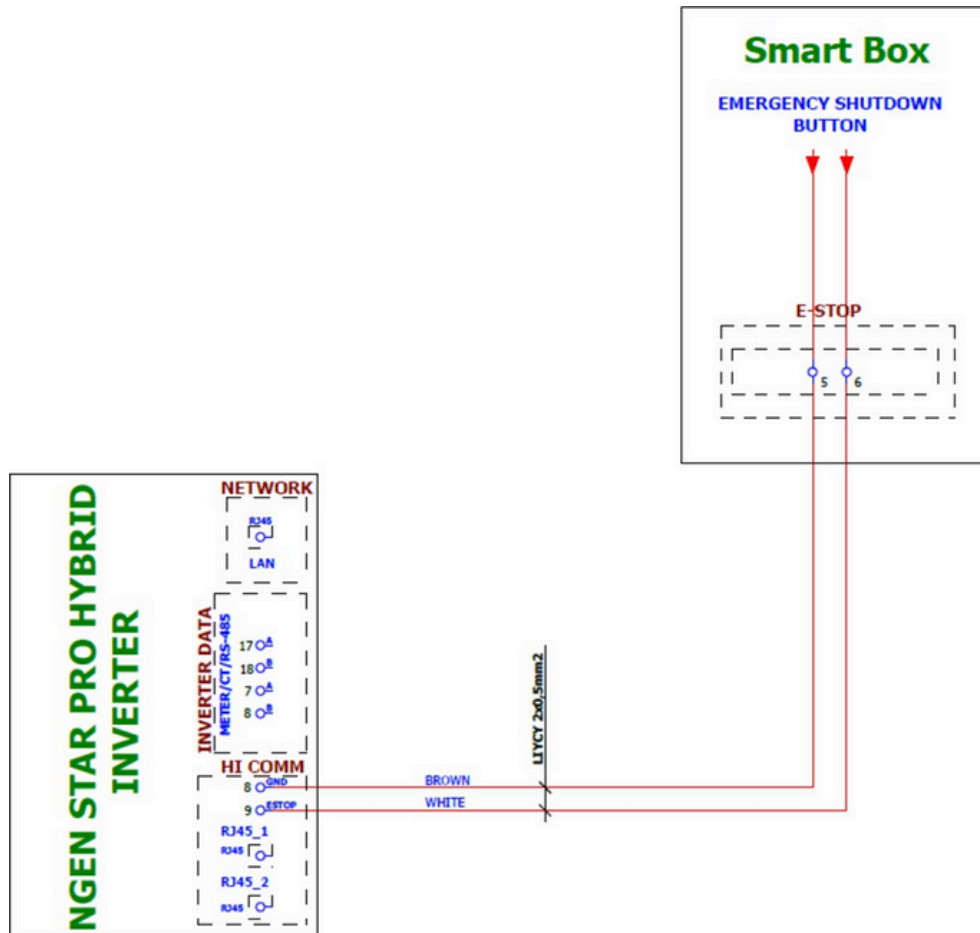 Smart Box
EMERGENCY SHUTDOWN
BUTTON
E-STOP
5
6
NGEN STAR PRO HYBRID
INVERTER
NETWORK
RJ45
LAN
INVERTER DATA
METER/CT/RS-485
17 A
18 B
7 A
8 B
HI COMM
8 GND
9 ESTOP
RJ45_1
RJ45
RJ45_2
RJ45
BROWN
WHITE
LIYCY 2x0,5mm2